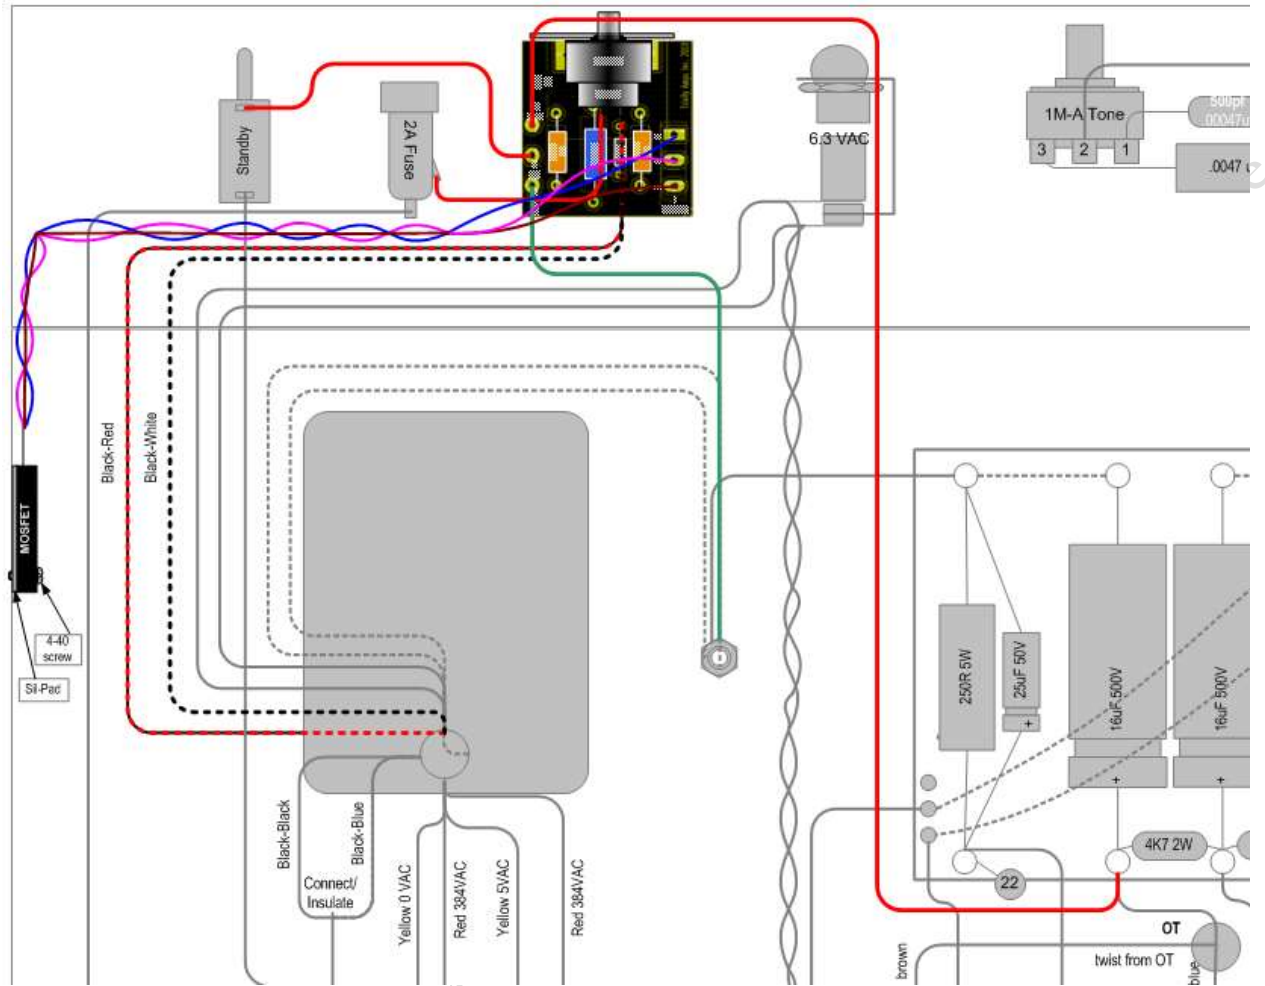 Standby
2A Fuse
6.3 VAC
1M-A Tone
3
2
1
500pf
.0047 u
Black-Red
Black-White
MOSFET
4-40
screw
Sil-Pad
250R 5W
25uF 50V
+
16uF 500V
+
16uF 500V
+
4K7 2W
22
Black-Black
Black-Blue
Connect/
Insulate
Yellow 0 VAC
Red 384VAC
Yellow 5VAC
Red 384VAC
OT
twist from OT
brown
blue